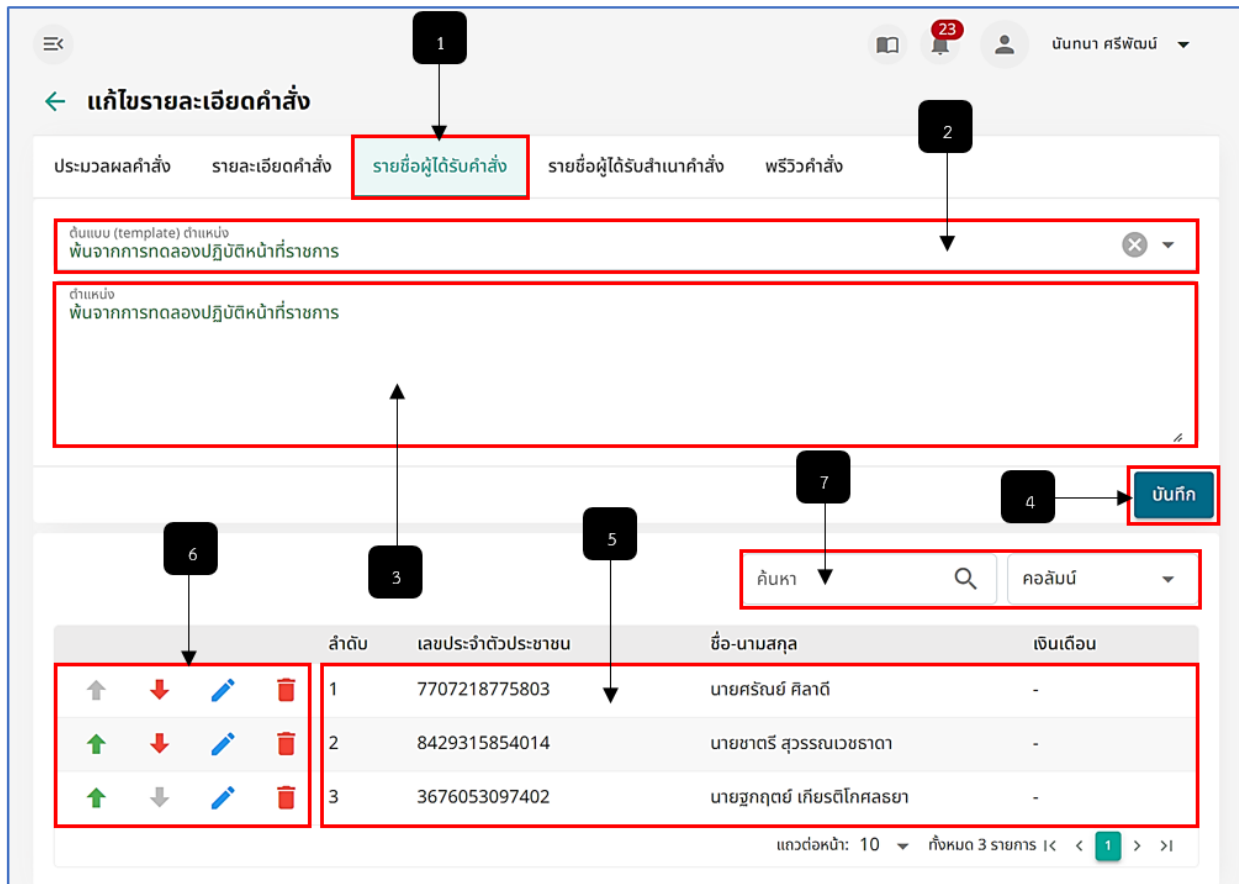 1
23
นันทนา ศรีพัฒน์
แก้ไขรายละเอียดคำสั่ง
2
ประมวลผลคำสั่ง รายละเอียดคำสั่ง รายชื่อผู้ได้รับคำสั่ง รายชื่อผู้ได้รับสำเนาคำสั่ง พรีวิวคำสั่ง
ต้นแบบ (template) ตำแหน่ง
พ้นจากการทดลองปฏิบัติหน้าที่ราชการ
ตำแหน่ง
พ้นจากการทดลองปฏิบัติหน้าที่ราชการ
7
4
บันทึก
6
5
3
ค้นหา คอลัมน์
ลำดับ เลขประจำตัวประชาชน ชื่อ-นามสกุล เงินเดือน
1 7707218775803 นายศรัณย์ ศิลาดี -
2 8429315854014 นายชาตรี สุวรรณเวชธาดา -
3 3676053097402 นายฐกฤตย์ เกียรติโกศลธยา -
แถวต่อหน้า: 10 ทั้งหมด 3 รายการ |< < 1 > >|